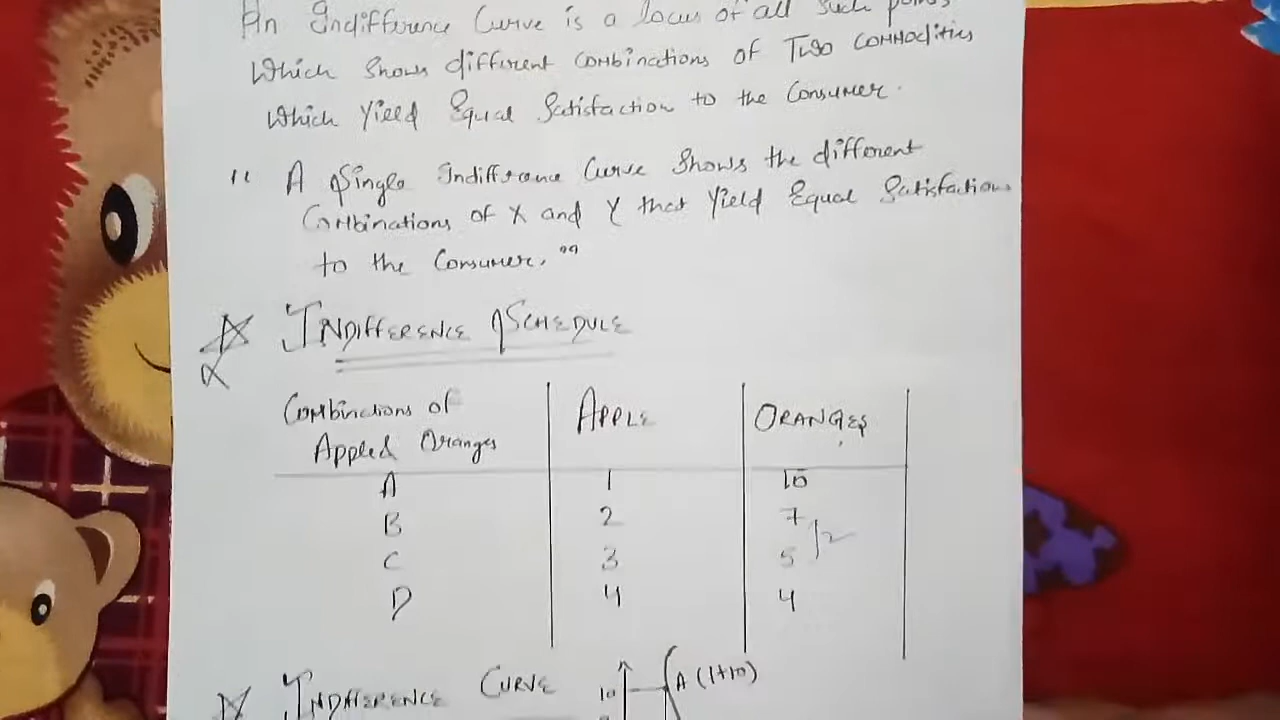 An Indifference Curve is a locus of all such points
which shows different combinations of Two commodities
which yield Equal Satisfaction to the Consumer.
" A Single Indifference Curve Shows the different
Combinations of X and Y that Yield Equal Satisfaction
to the Consumer. "
INDIFFERENCE SCHEDULE
Combinations of Apple & Oranges APPLE ORANGES
A 1 10
B 2 7
2
C 3 5
D 4 4
INDIFFERENCE CURVE
10 A (1+10)